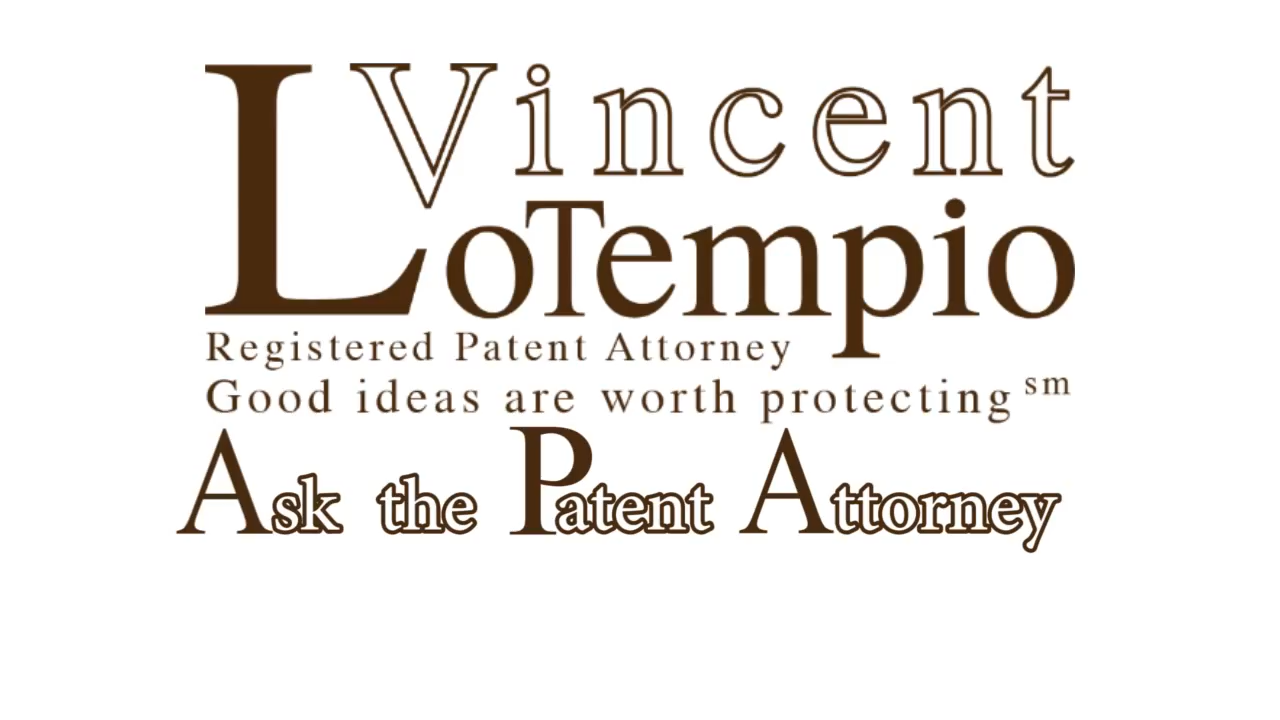 Vincent
LoTempio
Registered Patent Attorney
Good ideas are worth protecting sm
Ask the Patent Attorney